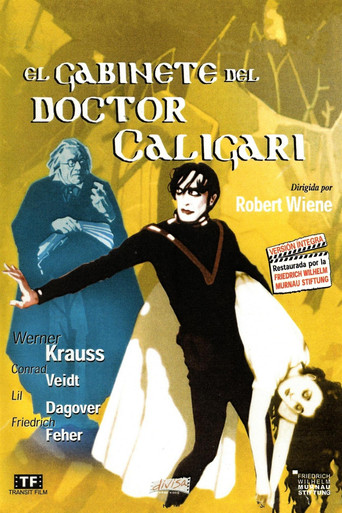 EL GABINETE DEL
DOCTOR
CALIGARI
Dirigida por
Robert Wiene
VERSIÓN ÍNTEGRA
Restaurada por la
FRIEDRICH WILHELM
MURNAU STIFTUNG
Werner
Krauss
Conrad
Veidt
Lil
Dagover
Friedrich
Feher
TF
TRANSIT FILM
divisa
FRIEDRICH
WILHELM
MURNAU
STIFTUNG